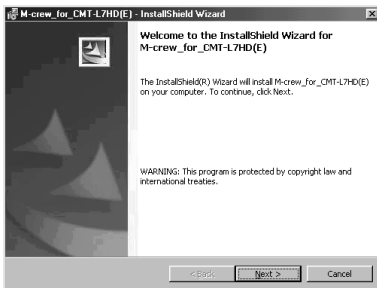 M-crew_for_CMT-L7HD(E) - InstallShield Wizard
Welcome to the InstallShield Wizard for
M-crew_for_CMT-L7HD(E)
The InstallShield(R) Wizard will install M-crew_for_CMT-L7HD(E)
on your computer. To continue, click Next.
WARNING: This program is protected by copyright law and
international treaties.
< Back Next > Cancel